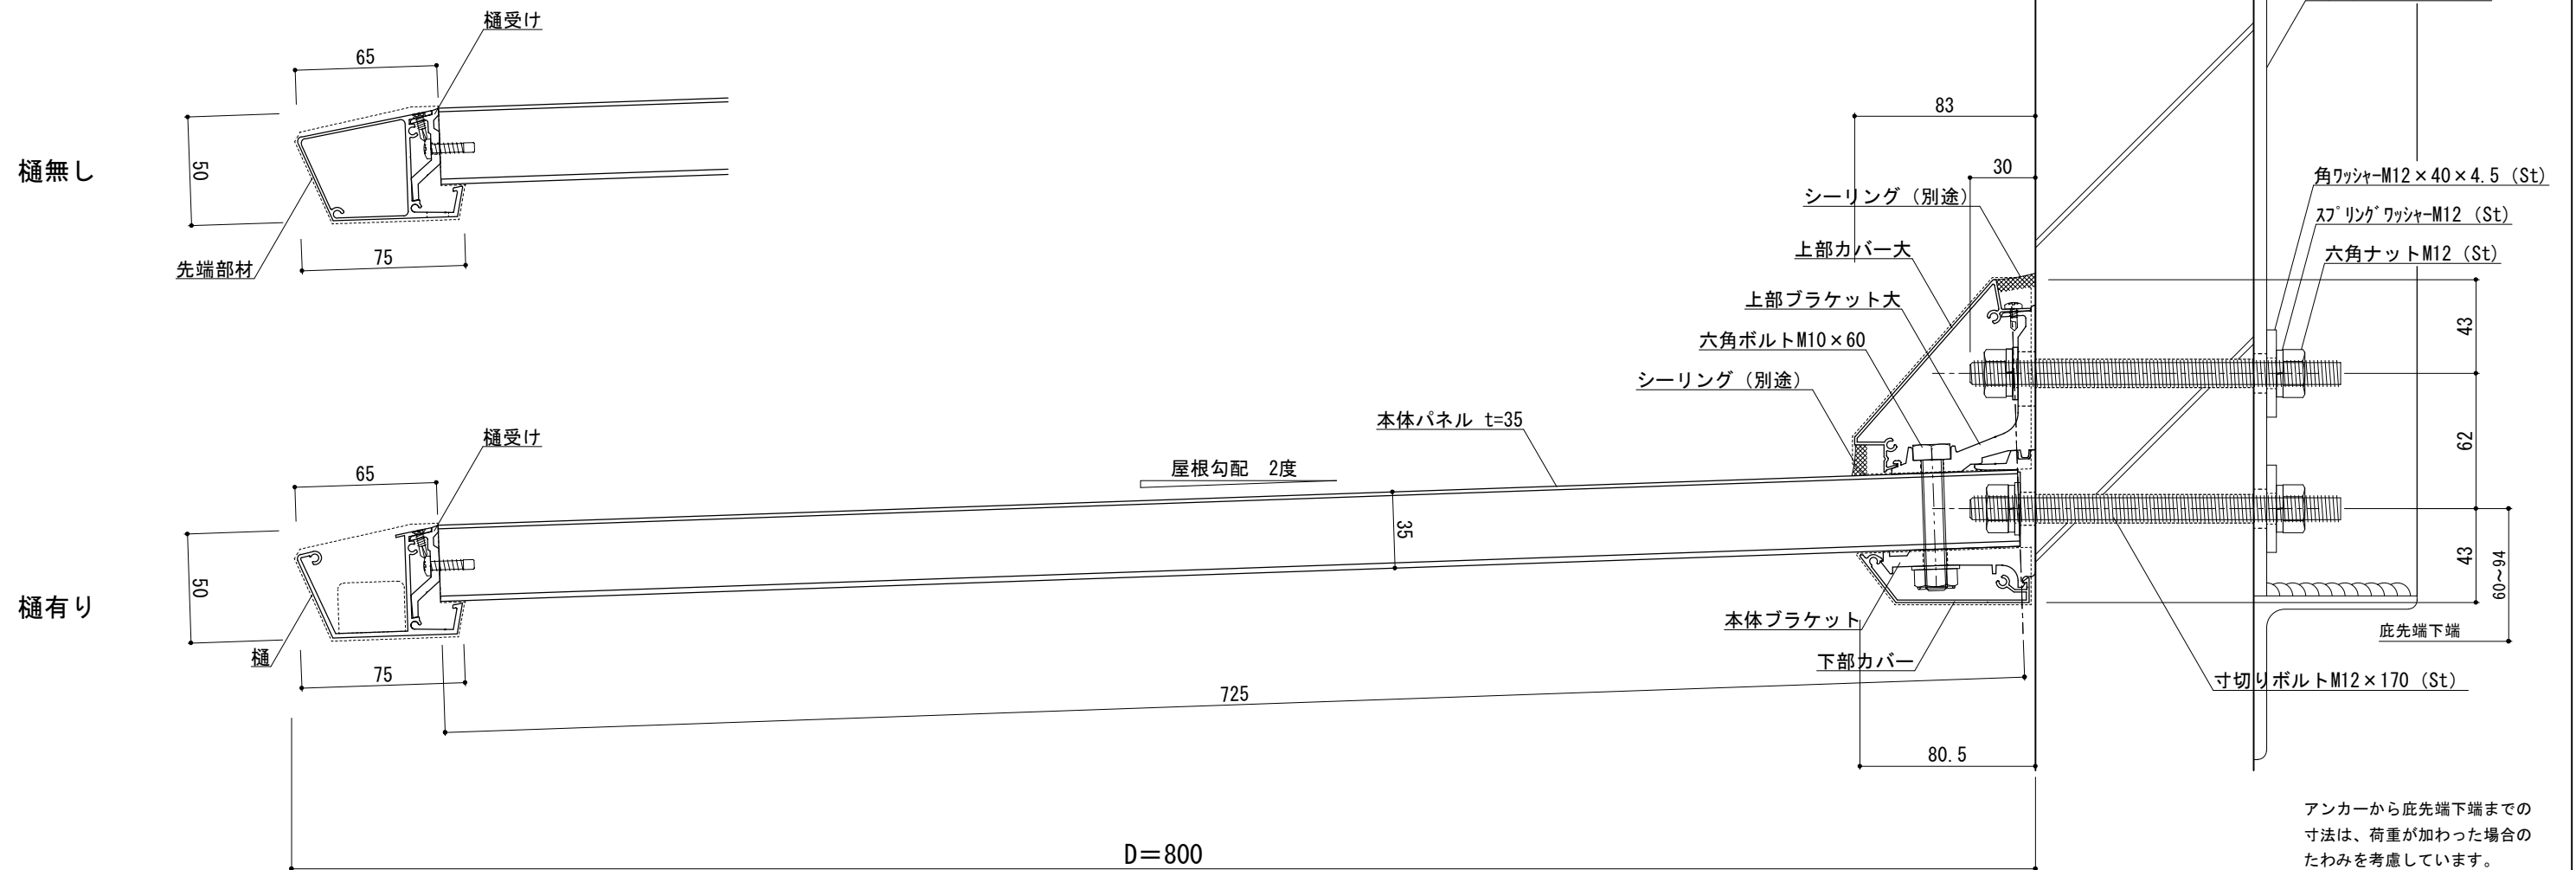 樋受け
65
樋無し
50
75
先端部材
83
30
シーリング（別途）
上部カバー大
上部ブラケット大
六角ボルトM10×60
シーリング（別途）
本体パネル t=35
屋根勾配 2度
角ワッシャーM12×40×4.5（St）
スプリングワッシャーM12（St）
六角ナットM12（St）
43
62
43
60~94
庇先端下端
寸切りボルトM12×170（St）
樋受け
65
樋有り
50
樋
75
35
本体ブラケット
下部カバー
725
80.5
D＝800
アンカーから庇先端下端までの
寸法は、荷重が加わった場合の
たわみを考慮しています。